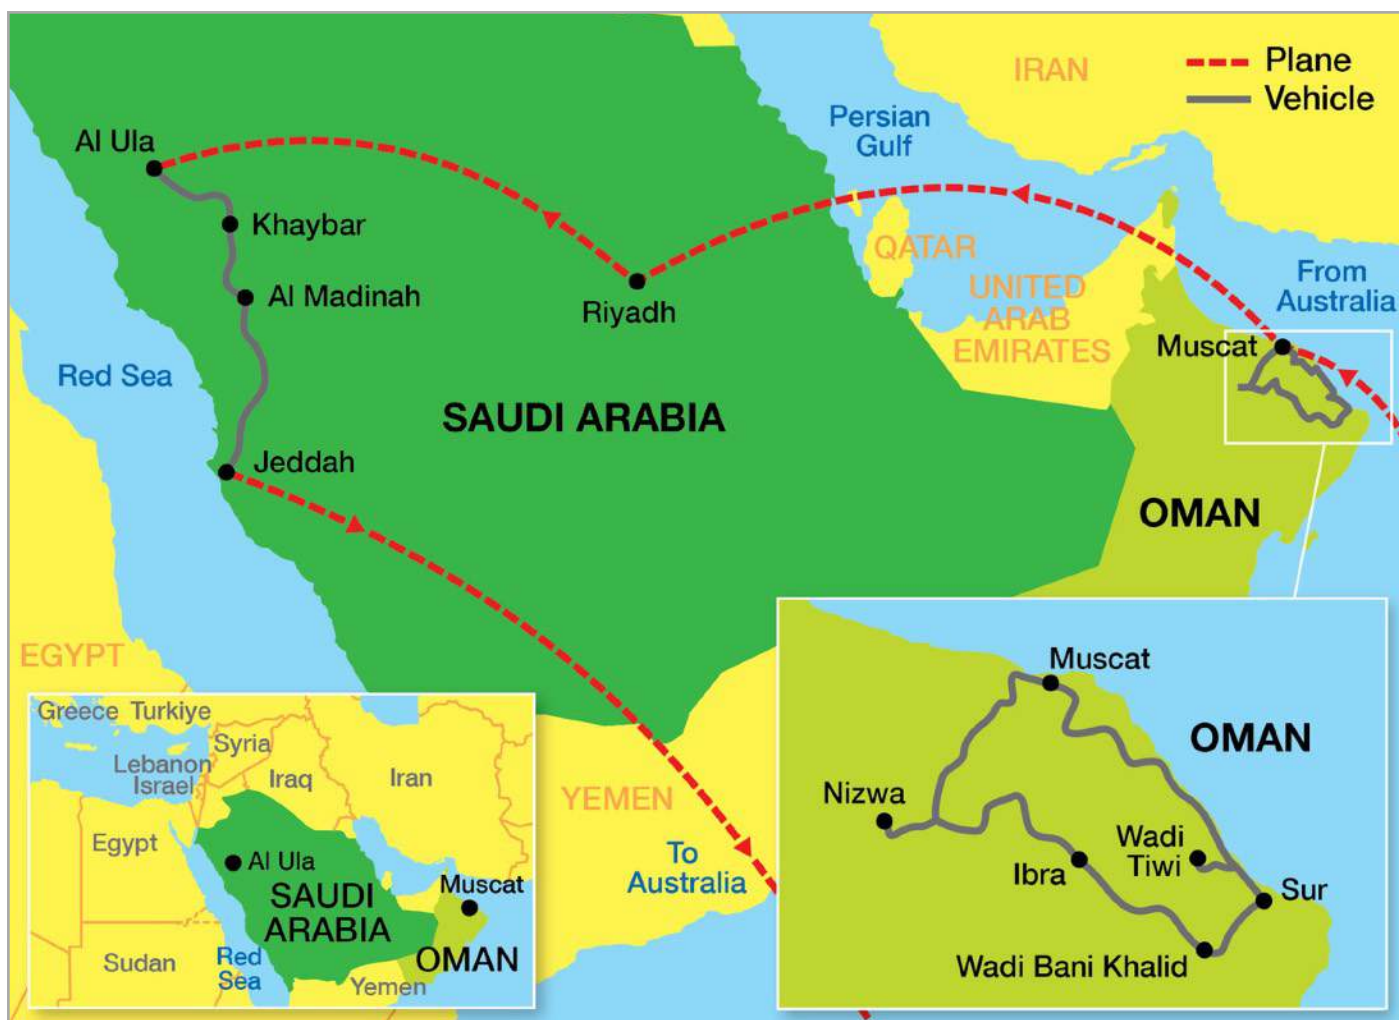 IRAN
Plane
Vehicle
Persian
Gulf
Al Ula
Khaybar
Al Madinah
Riyadh
QATAR
UNITED
ARAB
EMIRATES
From
Australia
Muscat
Red Sea
SAUDI ARABIA
Jeddah
OMAN
EGYPT
YEMEN
To
Australia
Greece
Turkiye
Syria
Lebanon
Israel
Iraq
Iran
Egypt
Al Ula
SAUDI
ARABIA
Muscat
OMAN
Red
Sea
Sudan
Yemen
Muscat
OMAN
Nizwa
Wadi
Tiwi
Ibra
Sur
Wadi Bani Khalid